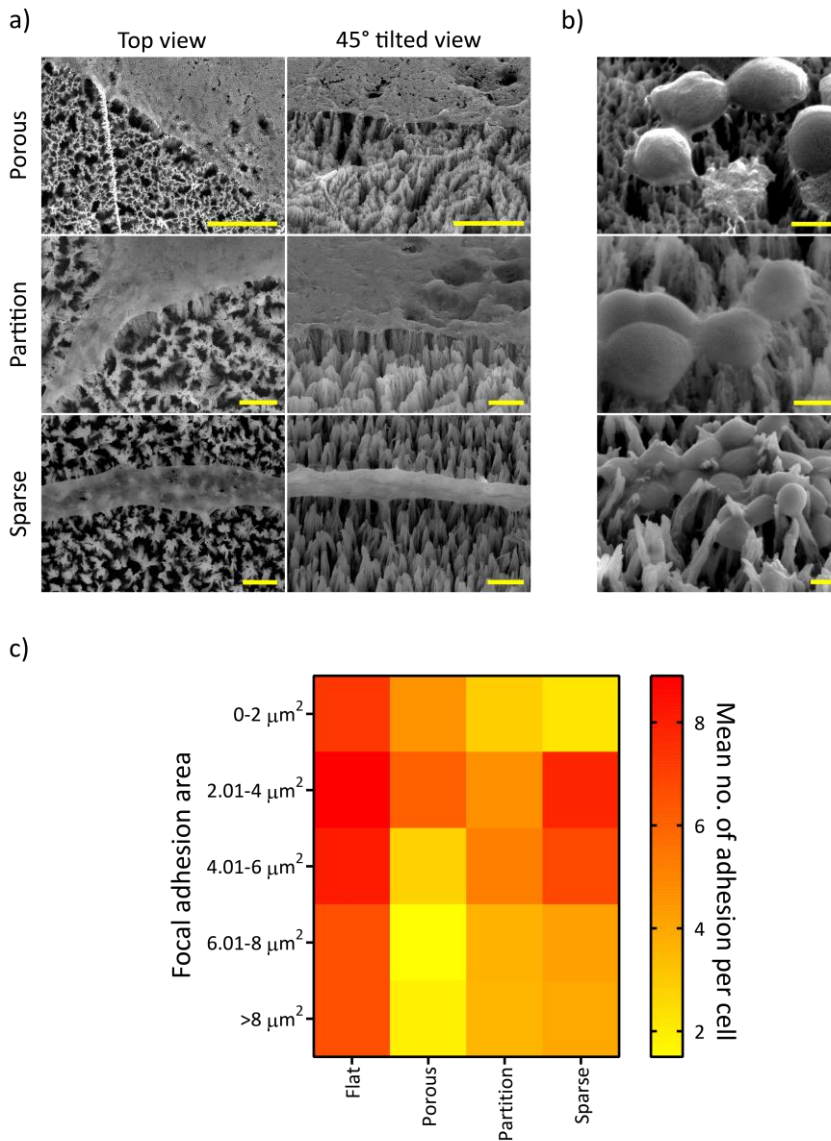 a)
b)
Top view
45° tilted view
Porous
Partition
Sparse
c)
Focal adhesion area
0-2 μm²
2.01-4 μm²
4.01-6 μm²
6.01-8 μm²
>8 μm²
Flat
Porous
Partition
Sparse
8
6
4
2
Mean no. of adhesion per cell